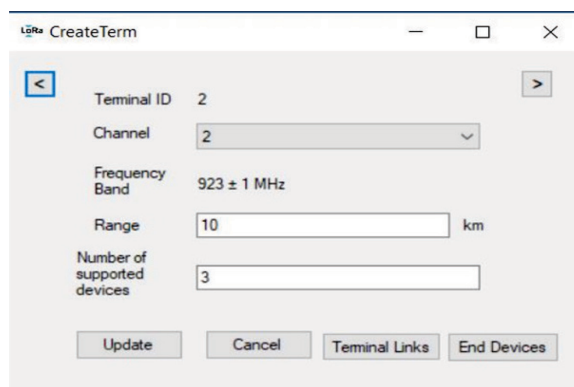 LoRa CreateTerm
<
>
Terminal ID 2
Channel 2
Frequency
Band 923 ± 1 MHz
Range 10 km
Number of
supported
devices 3
Update Cancel Terminal Links End Devices